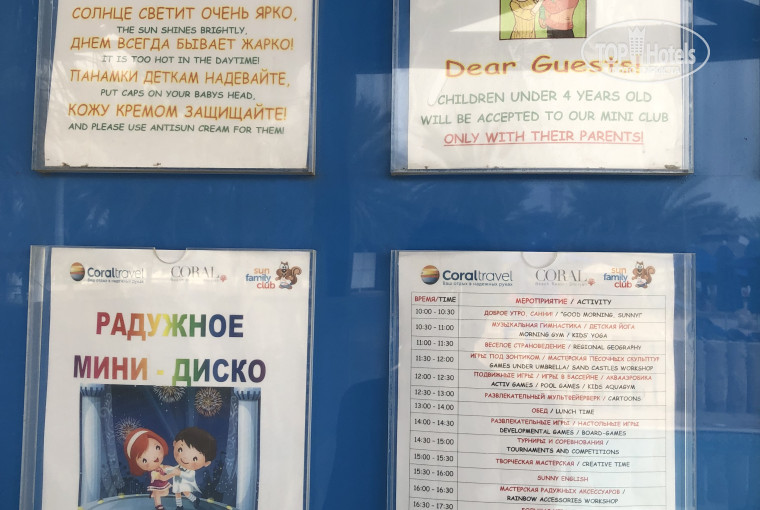 СОЛНЦЕ СВЕТИТ ОЧЕНЬ ЯРКО,
THE SUN SHINES BRIGHTLY,
ДНЕМ ВСЕГДА БЫВАЕТ ЖАРКО!
IT IS TOO HOT IN THE DAYTIME!
ПАНАМКИ ДЕТКАМ НАДЕВАЙТЕ,
PUT CAPS ON YOUR BABYS HEAD,
КОЖУ КРЕМОМ ЗАЩИЩАЙТЕ!
AND PLEASE USE ANTISUN CREAM FOR THEM!
TOP Hotels
Dear Guests!
CHILDREN UNDER 4 YEARS OLD
WILL BE ACCEPTED TO OUR MINI CLUB
ONLY WITH THEIR PARENTS!
Coraltravel
Ваш отдых в надежных руках
CORAL
sun family club
РАДУЖНОЕ
МИНИ - ДИСКО
Coraltravel
Ваш отдых в надежных руках
CORAL
sun family club
ВРЕМЯ/TIME МЕРОПРИЯТИЕ / ACTIVITY
10:00 - 10:30 ДОБРОЕ УТРО, САННИ! / "GOOD MORNING, SUNNY!"
10:30 - 11:00 МУЗЫКАЛЬНАЯ ГИМНАСТИКА / ДЕТСКАЯ ЙОГА
MORNING GYM / KIDS' YOGA
11:00 - 11:30 ВЕСЕЛОЕ СТРАНОВЕДЕНИЕ / REGIONAL GEOGRAPHY
11:30 - 12:00 ИГРЫ ПОД ЗОНТИКОМ / МАСТЕРСКАЯ ПЕСОЧНЫХ СКУЛЬПТУР
GAMES UNDER UMBRELLA/ SAND CASTLES WORKSHOP
12:00 - 12:30 ПОДВИЖНЫЕ ИГРЫ / ИГРЫ В БАССЕЙНЕ / АКВААЭРОБИКА
ACTIV GAMES / POOL GAMES / KIDS AQUAGYM
12:30 - 13:00 РАЗВЛЕКАТЕЛЬНЫЙ МУЛЬТФЕЙЕРВЕРК / CARTOONS
13:00 - 14:00 ОБЕД / LUNCH TIME
14:00 - 14:30 РАЗВЛЕКАТЕЛЬНЫЕ ИГРЫ / НАСТОЛЬНЫЕ ИГРЫ
DEVELOPMENTAL GAMES / BOARD-GAMES
14:30 - 15:00 ТУРНИРЫ И СОРЕВНОВАНИЯ /
TOURNAMENTS AND COMPETITIONS
15:00 - 15:30 ТВОРЧЕСКАЯ МАСТЕРСКАЯ / CREATIVE TIME
15:30 - 16:00 SUNNY ENGLISH
16:00 - 16:30 МАСТЕРСКАЯ РАДУЖНЫХ АКСЕССУАРОВ /
RAINBOW ACCESSORIES WORKSHOP
16:30 - 17:30